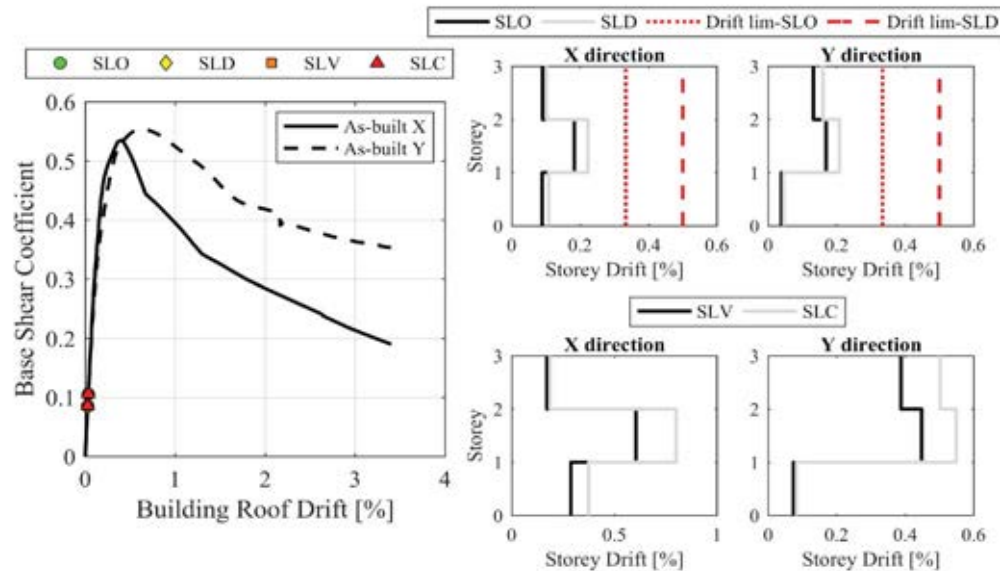 SLO SLD SLV SLC
0.6
0.5
0.4
0.3
0.2
0.1
0
Base Shear Coefficient
As-built X
As-built Y
0 1 2 3 4
Building Roof Drift [%]
SLO SLD Drift lim-SLO Drift lim-SLD
X direction
3
2
1
0
Storey
0 0.2 0.4 0.6
Storey Drift [%]
Y direction
3
2
1
0
0 0.2 0.4 0.6
Storey Drift [%]
SLV SLC
X direction
3
2
1
0
Storey
0 0.5 1
Storey Drift [%]
Y direction
3
2
1
0
0 0.2 0.4 0.6
Storey Drift [%]